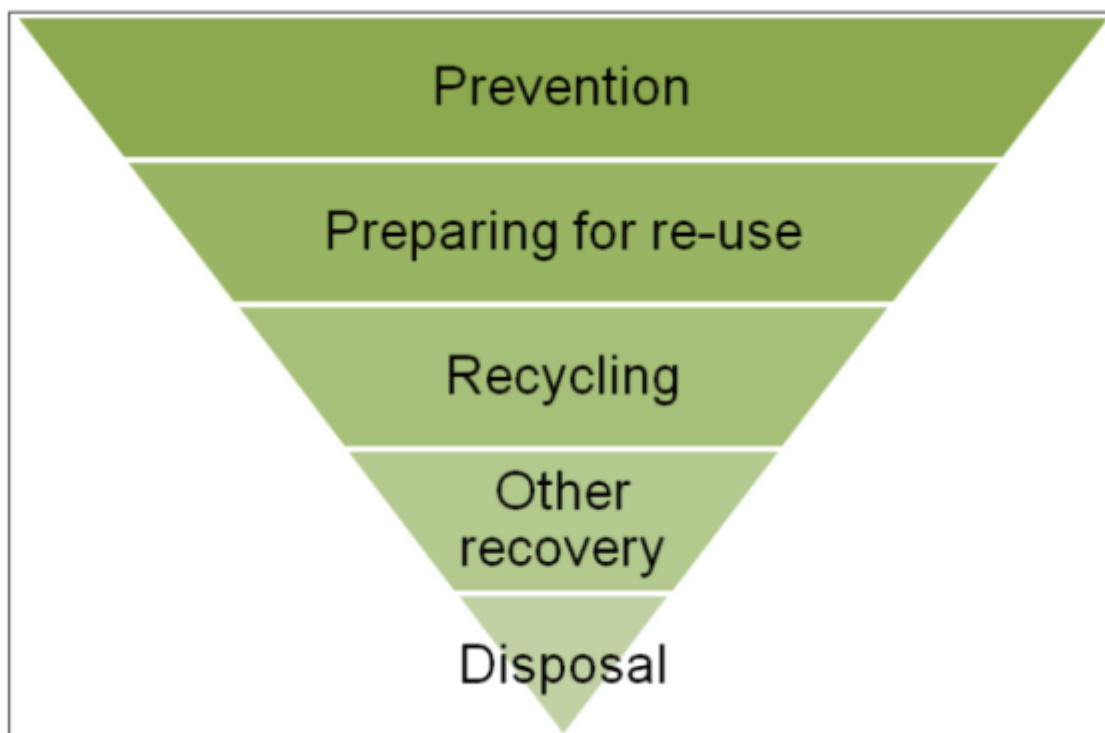 Prevention
Preparing for re-use
Recycling
Other
recovery
Disposal